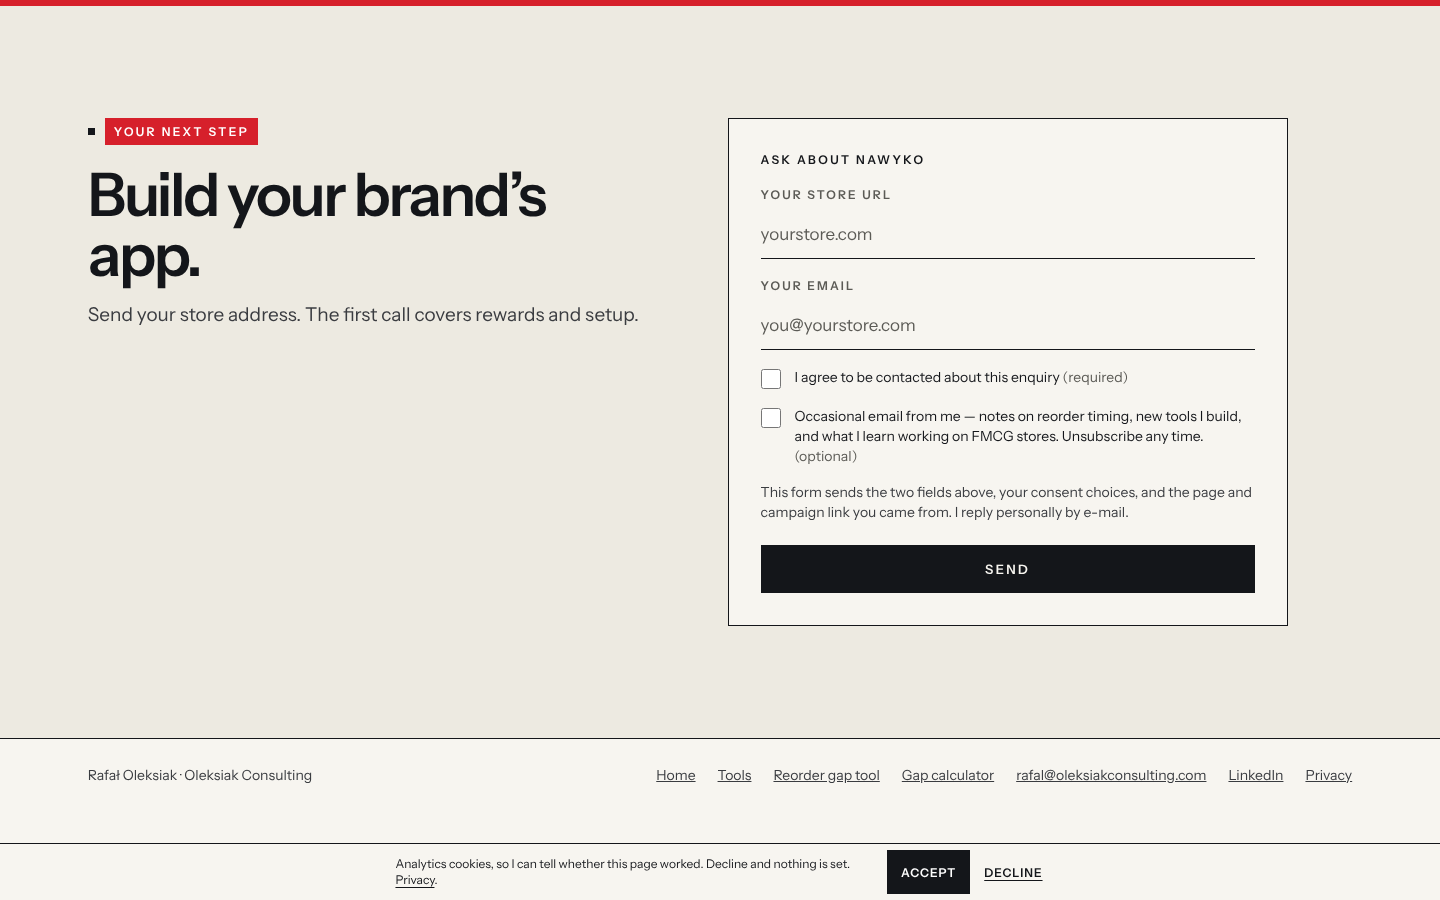 YOUR NEXT STEP
Build your brand’s
app.
Send your store address. The first call covers rewards and setup.
ASK ABOUT NAWYKO
YOUR STORE URL
yourstore.com
YOUR EMAIL
you@yourstore.com
I agree to be contacted about this enquiry (required)
Occasional email from me — notes on reorder timing, new tools I build,
and what I learn working on FMCG stores. Unsubscribe any time.
(optional)
This form sends the two fields above, your consent choices, and the page and
campaign link you came from. I reply personally by e-mail.
SEND
Rafał Oleksiak · Oleksiak Consulting
Home Tools Reorder gap tool Gap calculator rafal@oleksiakconsulting.com LinkedIn Privacy
Analytics cookies, so I can tell whether this page worked. Decline and nothing is set.
Privacy.
ACCEPT DECLINE